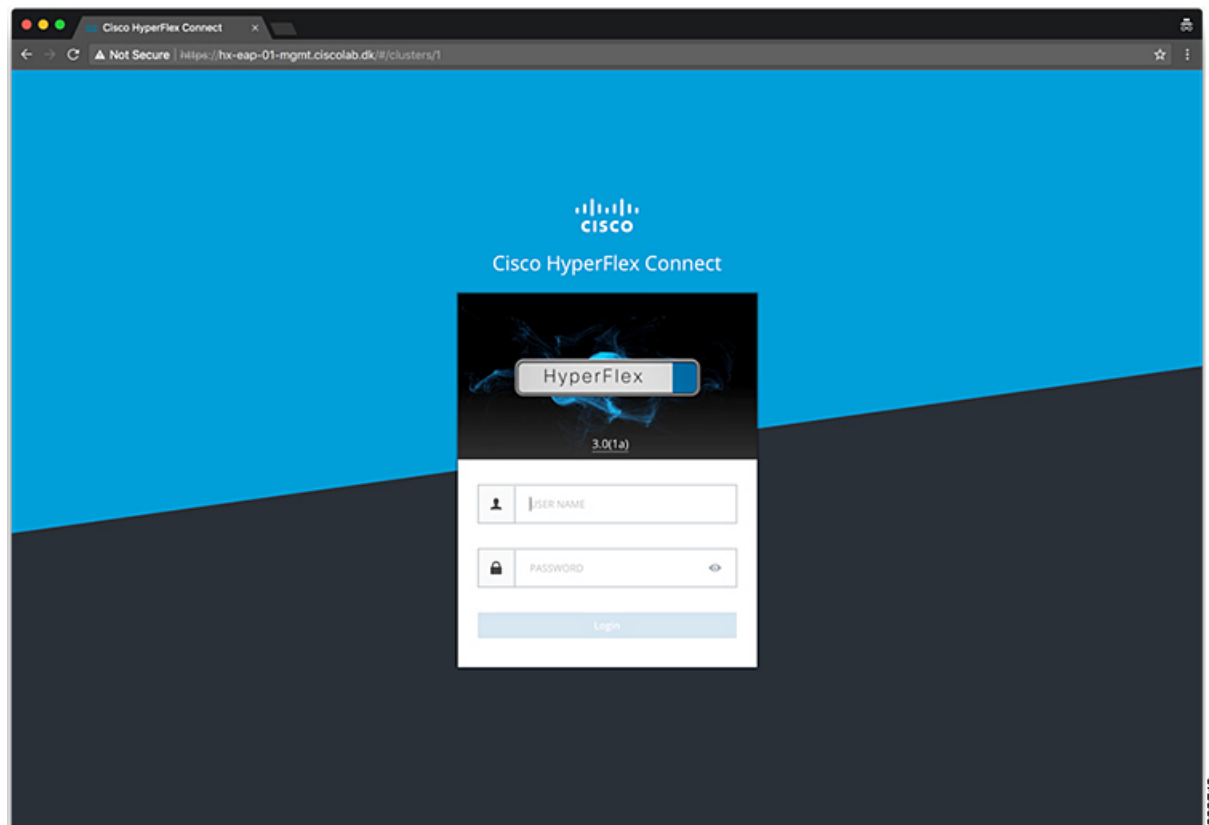 Cisco HyperFlex Connect
Not Secure | https://hx-eap-01-mgmt.ciscolab.dk/#/clusters/1
CISCO
Cisco HyperFlex Connect
HyperFlex
3.0(1a)
USER NAME
PASSWORD
Login